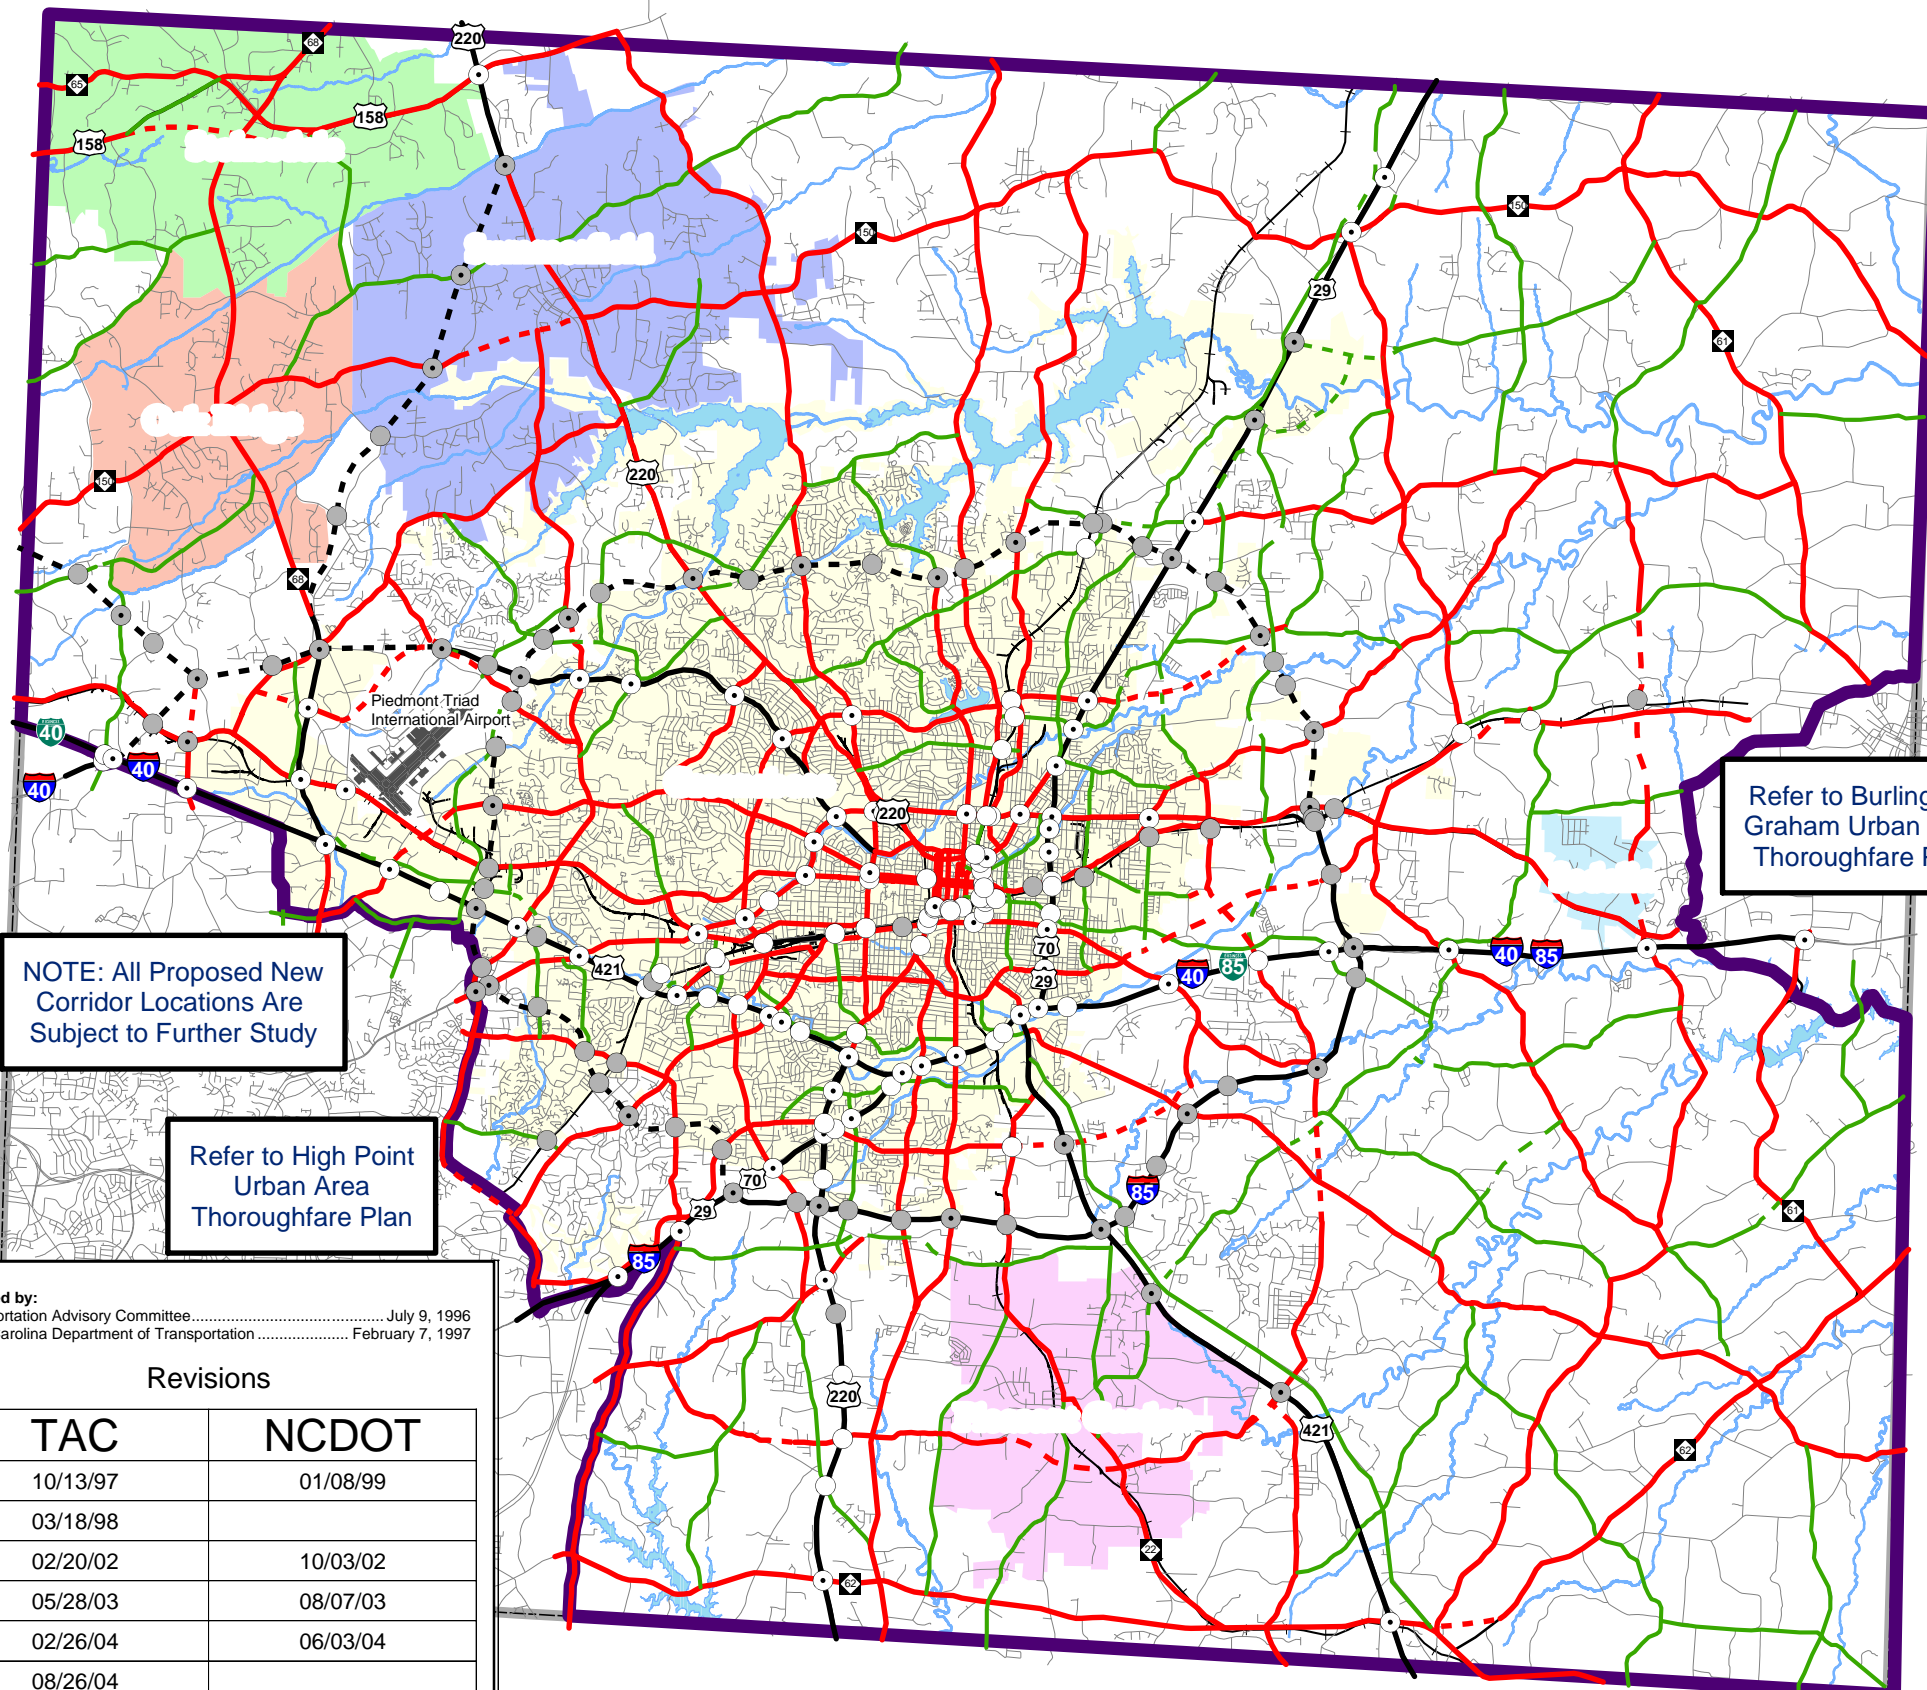 220
68
65
158
158
150
150
29
61
220
150
68
Piedmont Triad
International Airport
40
40
40
220
Refer to Burling
Graham Urban
Thoroughfare P
70
421
40
85
40
85
29
NOTE: All Proposed New
Corridor Locations Are
Subject to Further Study
Refer to High Point
Urban Area
Thoroughfare Plan
70
29
85
85
61
ed by:
ortation Advisory Committee............................................ July 9, 1996
arolina Department of Transportation ..................... February 7, 1997
Revisions
TAC NCDOT
10/13/97 01/08/99
03/18/98
02/20/02 10/03/02
05/28/03 08/07/03
02/26/04 06/03/04
08/26/04
220
421
62
22
62